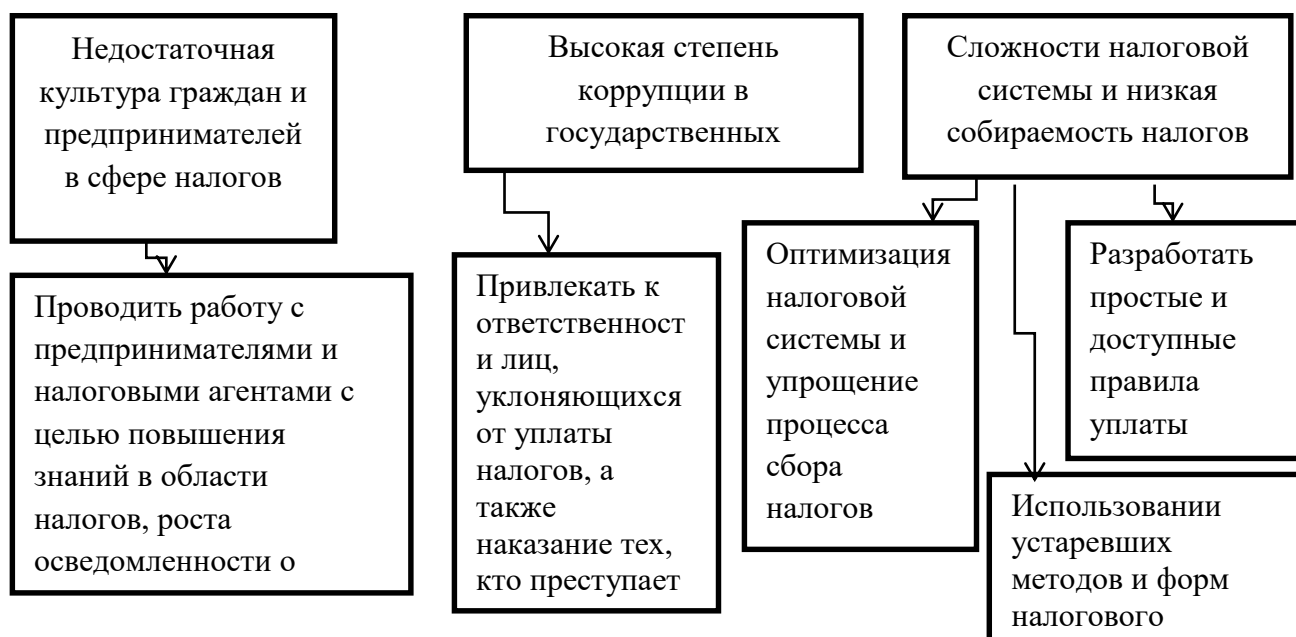 Недостаточная
культура граждан и
предпринимателей
в сфере налогов
Высокая степень
коррупции в
государственных
Сложности налоговой
системы и низкая
собираемость налогов
Проводить работу с
предпринимателями и
налоговыми агентами с
целью повышения
знаний в области
налогов, роста
осведомленности о
Привлекать к
ответственност
и лиц,
уклоняющихся
от уплаты
налогов, а
также
наказание тех,
кто преступает
Оптимизация
налоговой
системы и
упрощение
процесса
сбора
налогов
Разработать
простые и
доступные
правила
уплаты
Использовании
устаревших
методов и форм
налогового